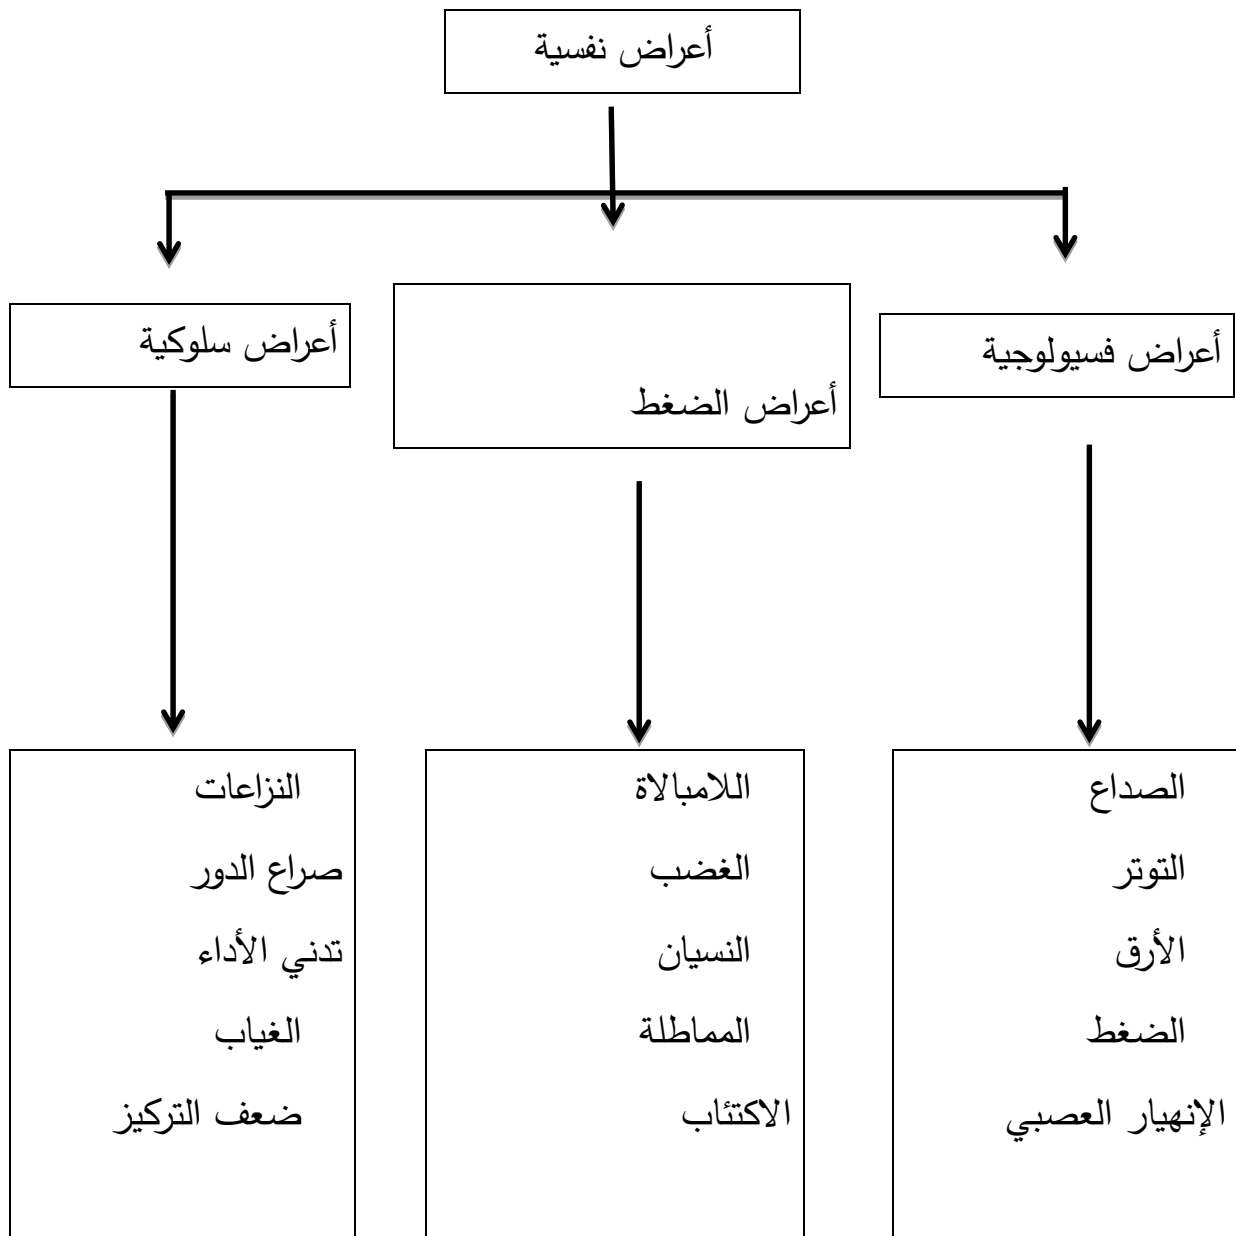 أعراض نفسية
أعراض فسيولوجية
أعراض الضغط
أعراض سلوكية
الصداع
التوتر
الأرق
الضغط
الإنهيار العصبي
اللامبالاة
الغضب
النسيان
المماطلة
الاكتئاب
النزاعات
صراع الدور
تدني الأداء
الغياب
ضعف التركيز